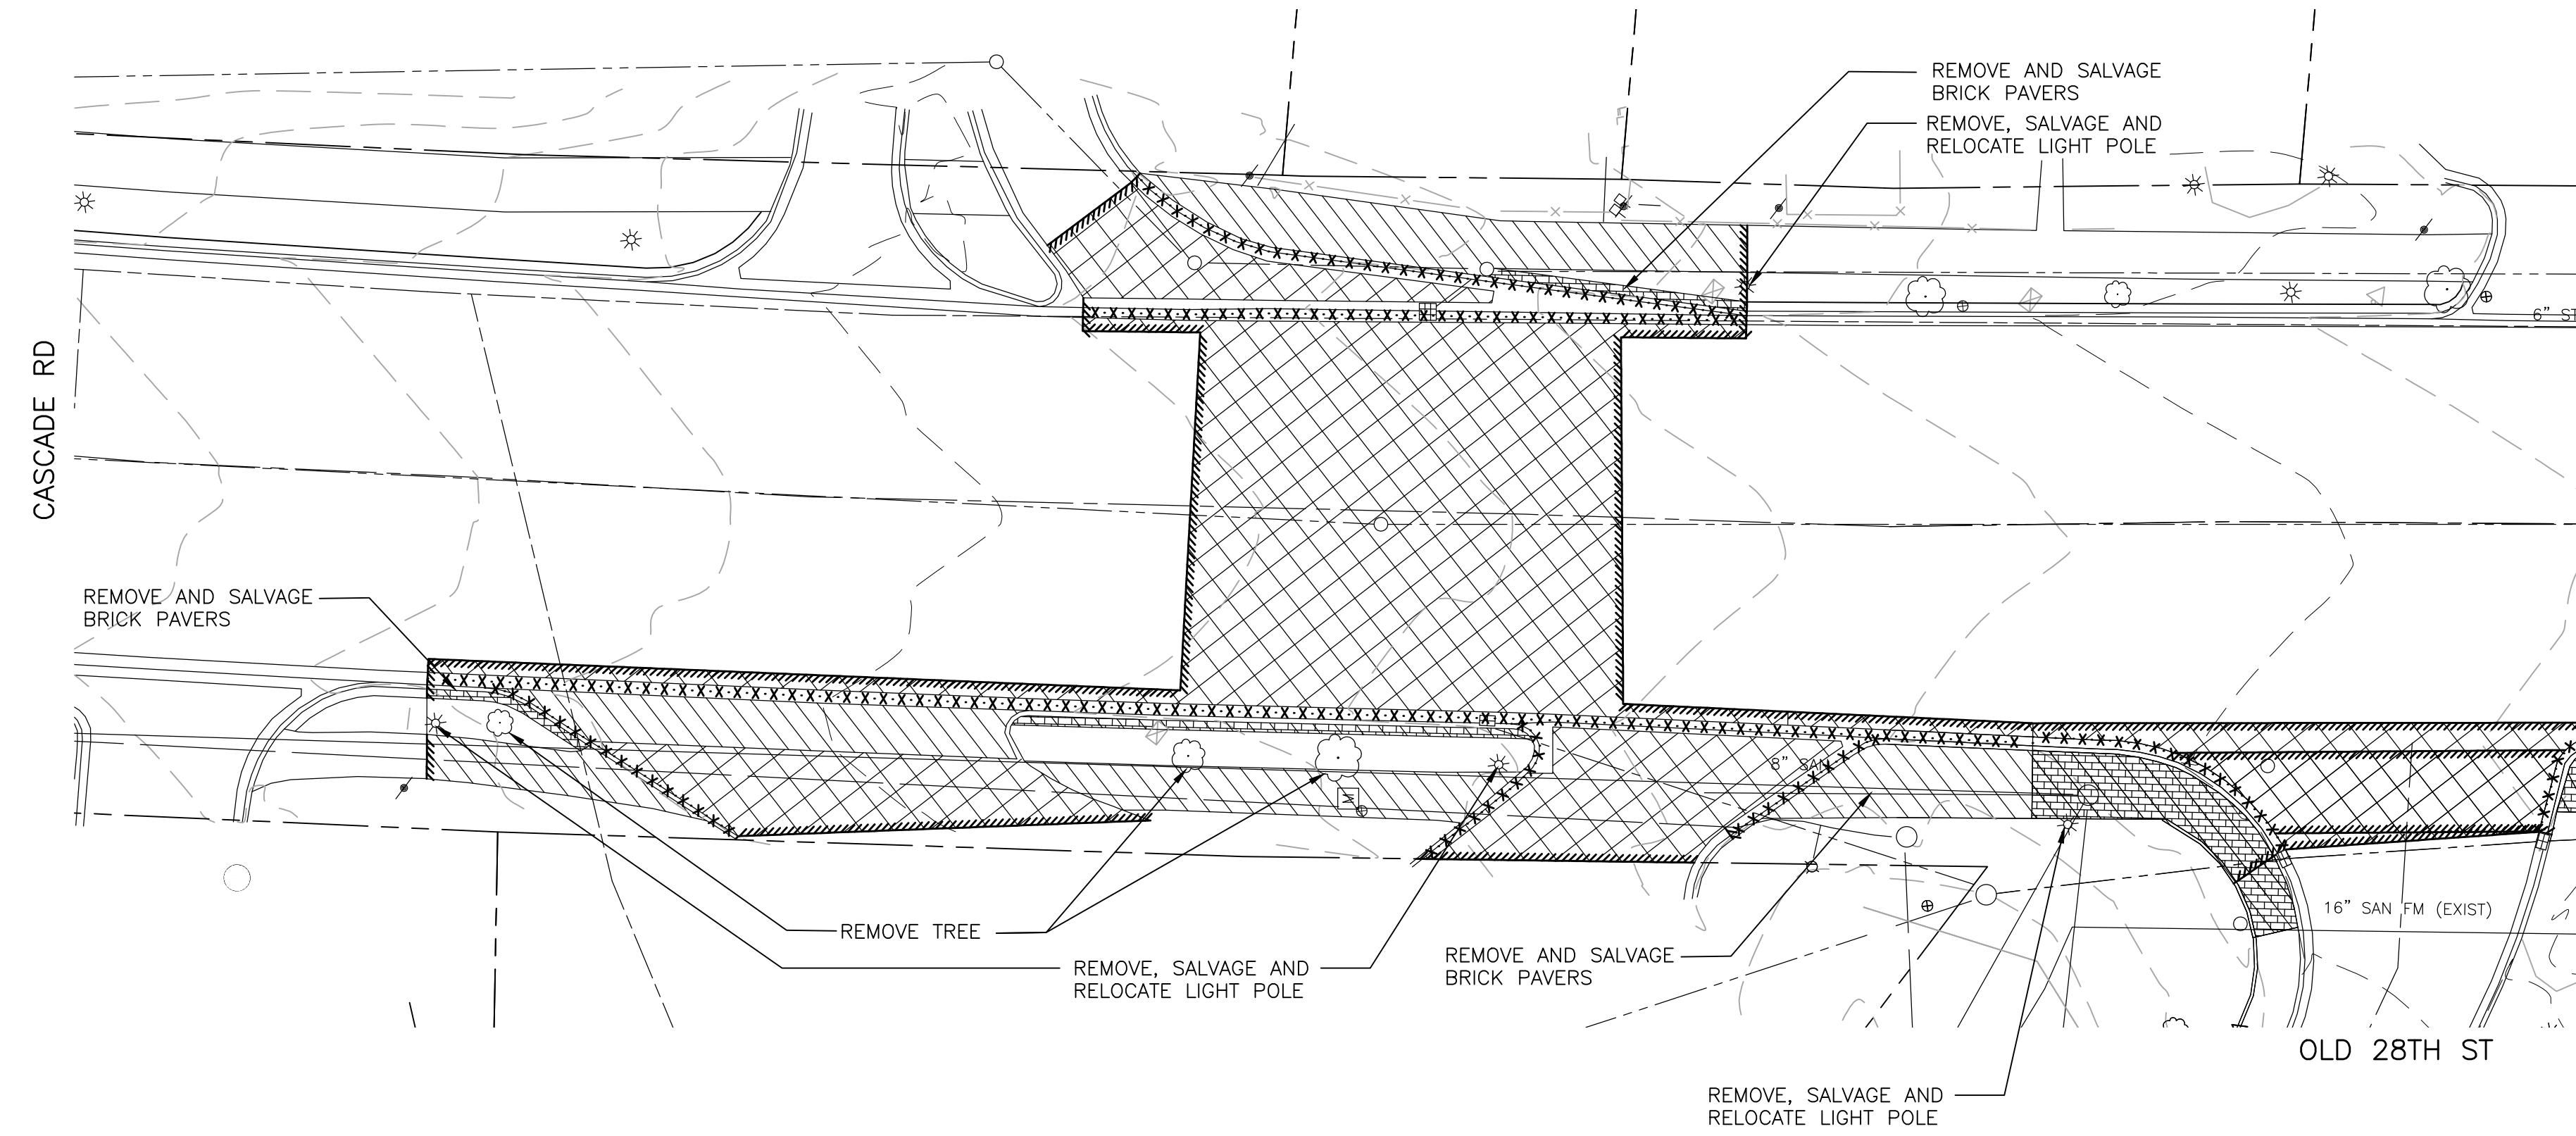 REMOVE AND SALVAGE
BRICK PAVERS
REMOVE, SALVAGE AND
RELOCATE LIGHT POLE
6" ST
CASCADE RD
REMOVE AND SALVAGE
BRICK PAVERS
8" SAN
M
16" SAN FM (EXIST)
REMOVE TREE
REMOVE, SALVAGE AND
RELOCATE LIGHT POLE
REMOVE AND SALVAGE
BRICK PAVERS
OLD 28TH ST
REMOVE, SALVAGE AND
RELOCATE LIGHT POLE